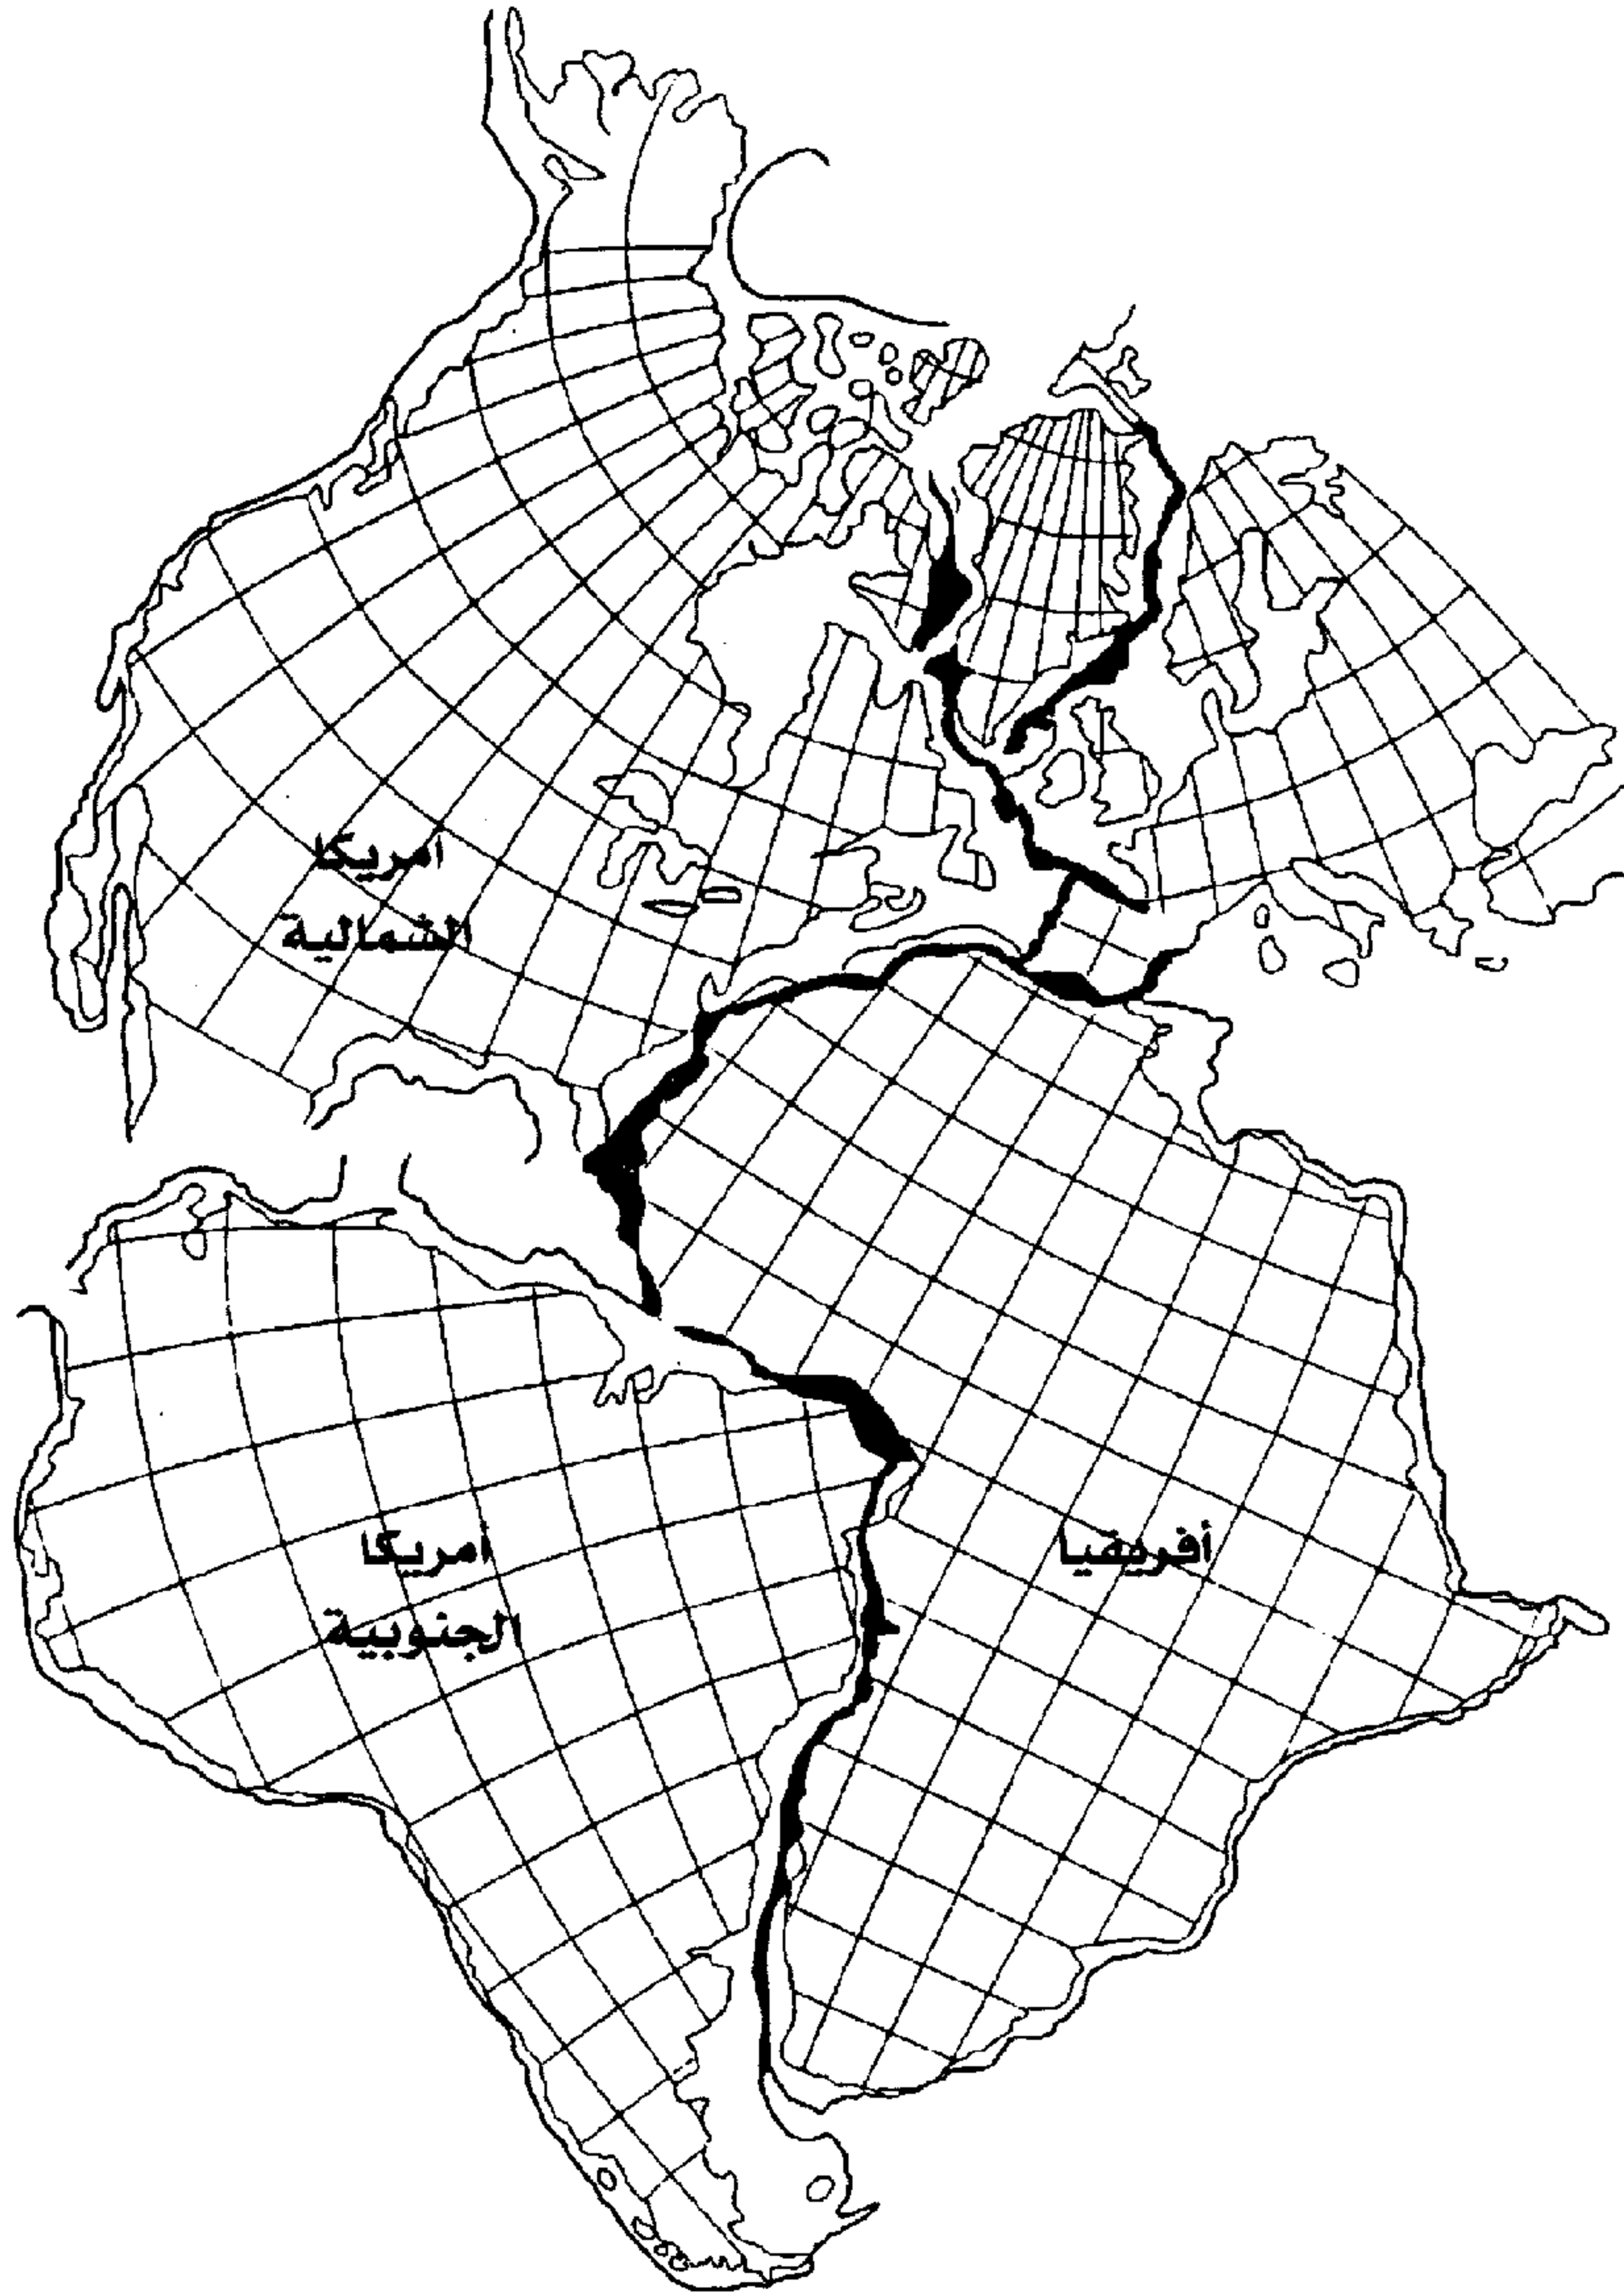 امريكا
الشمالية
امريكا
الجنوبية
أفريقيا